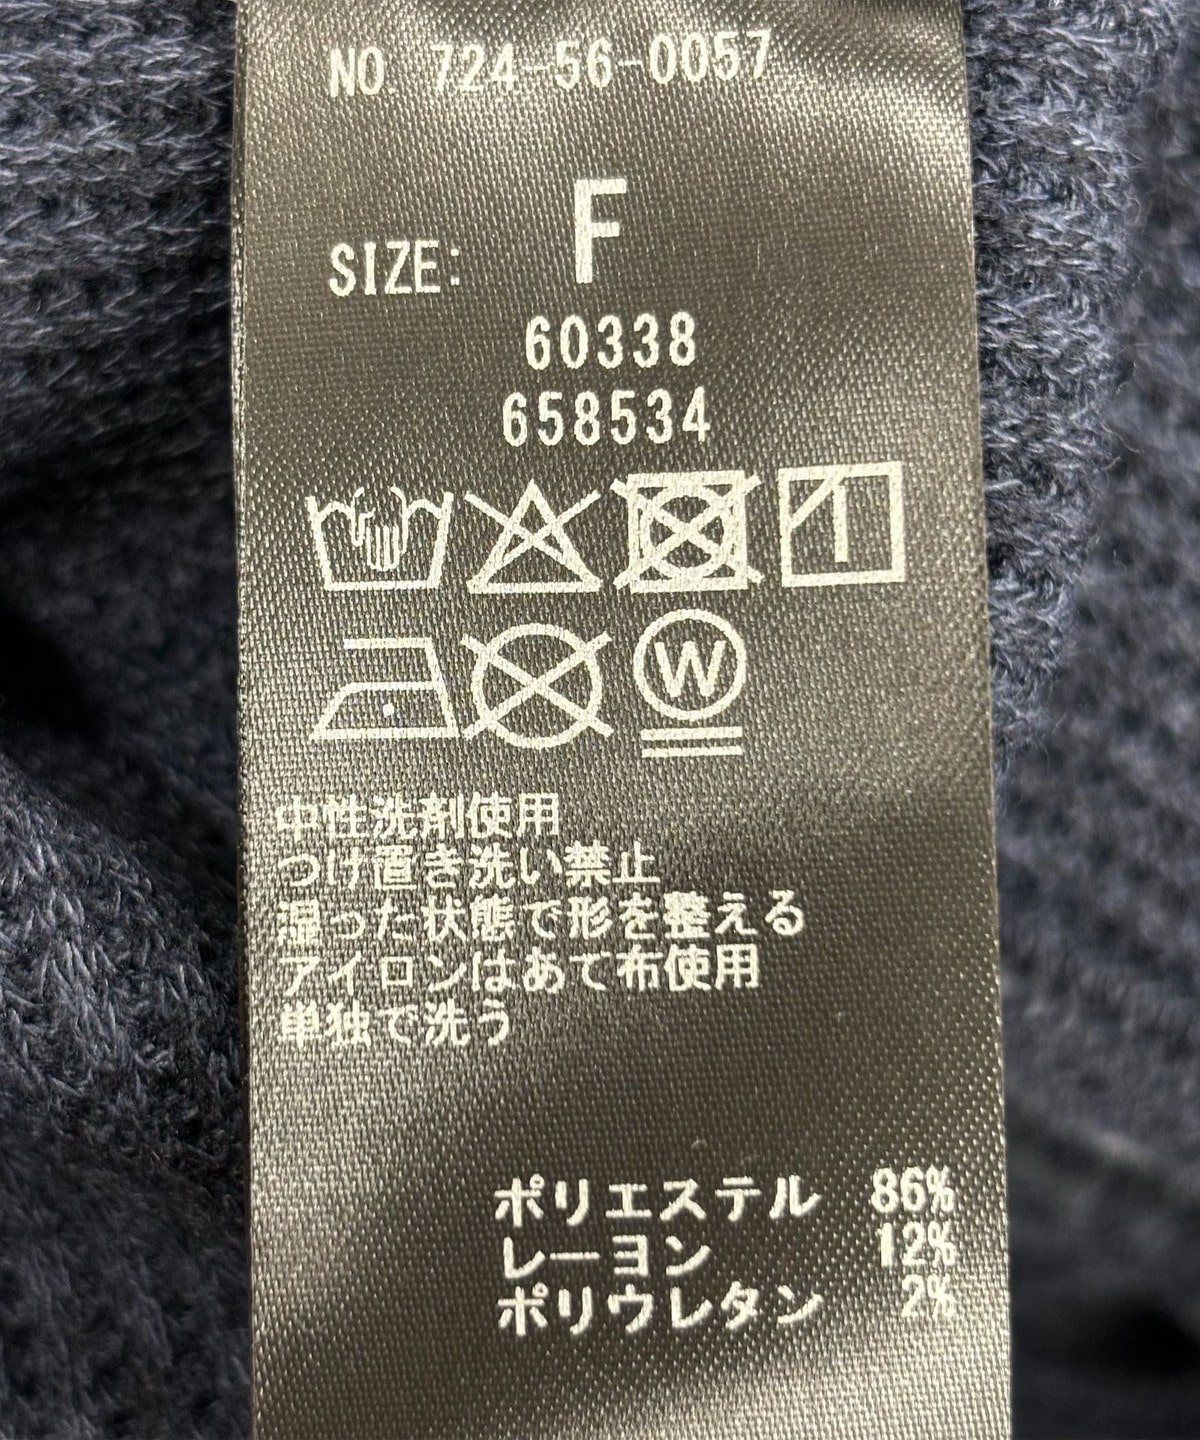 NO 724-56-0057
SIZE: F
60338
658534
W
中性洗剤使用
つけ置き洗い禁止
湿った状態で形を整える
アイロンはあて布使用
単独で洗う
ポリエステル 86%
レーヨン 12%
ポリウレタン 2%